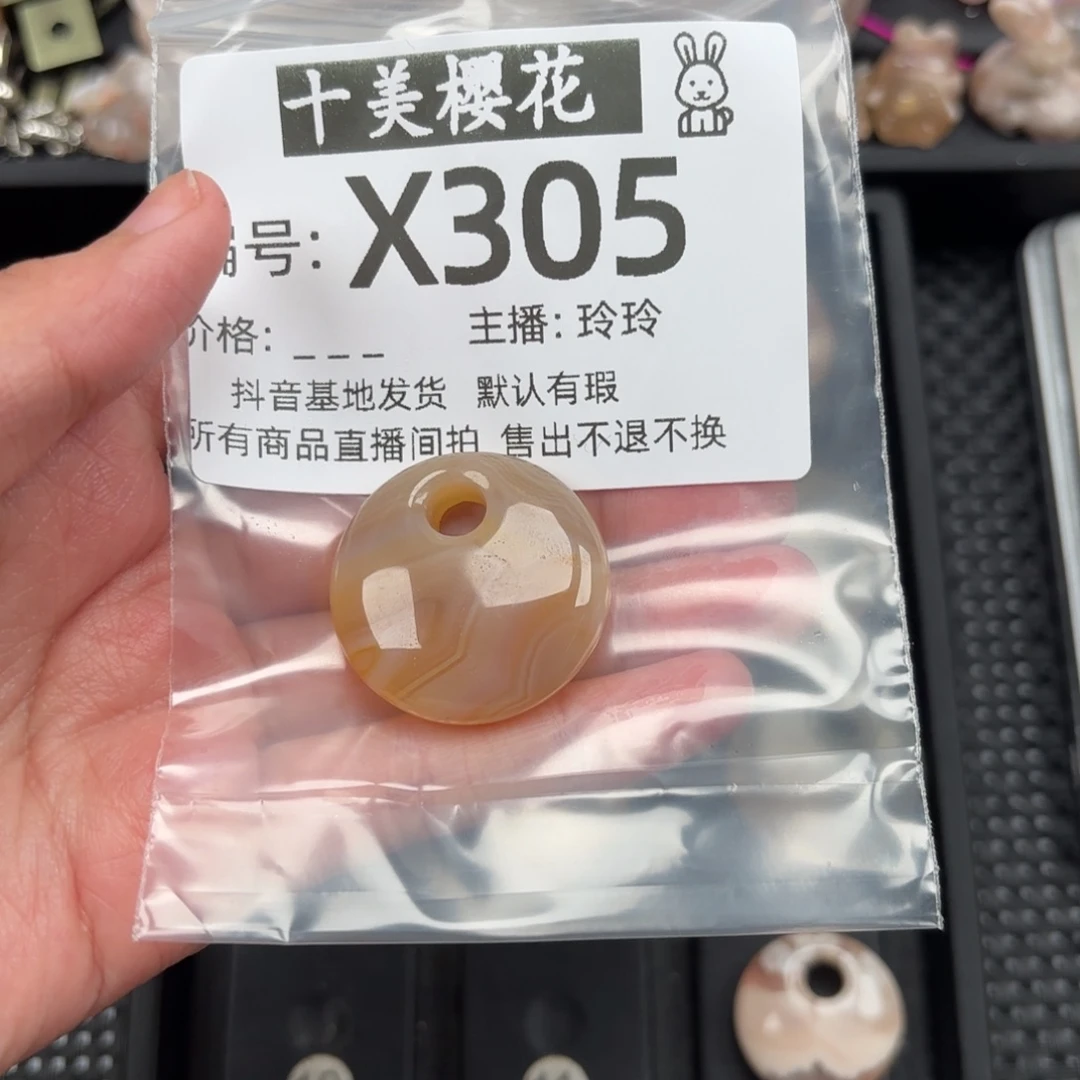 十美樱花
编号: X305
价格: _ _ _ 主播: 玲玲
抖音基地发货 默认有瑕
所有商品直播间拍 售出不退不换